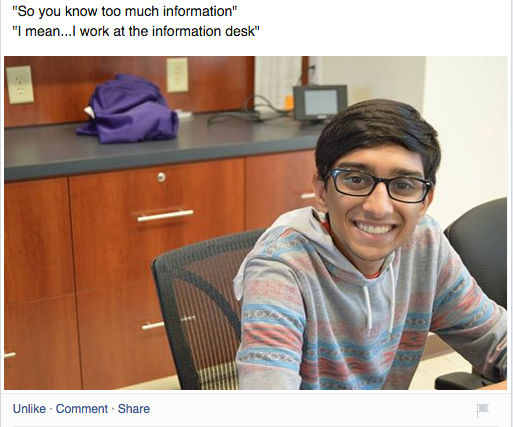 "So you know too much information"
"I mean...I work at the information desk"
Unlike · Comment · Share